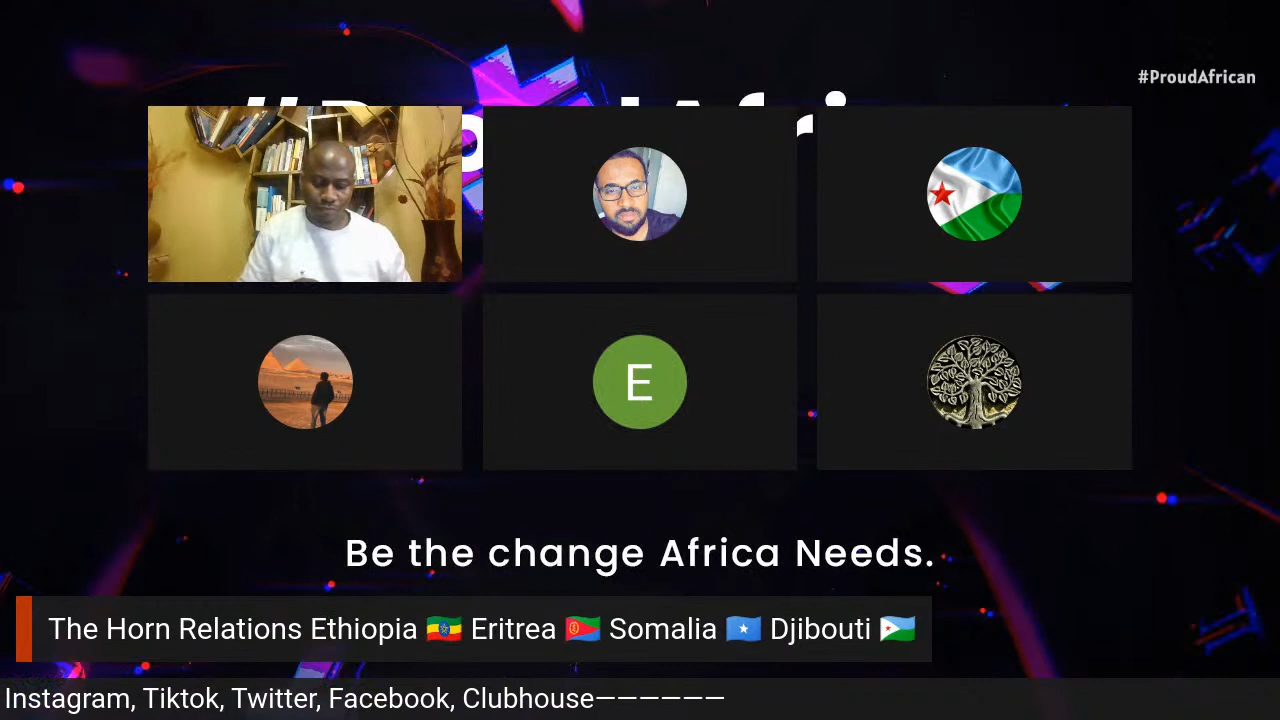 #ProudAfrican
E
Be the change Africa Needs.
The Horn Relations Ethiopia 🇪🇹 Eritrea 🇪🇷 Somalia 🇸🇴 Djibouti 🇩🇯
Instagram, Tiktok, Twitter, Facebook, Clubhouse——————